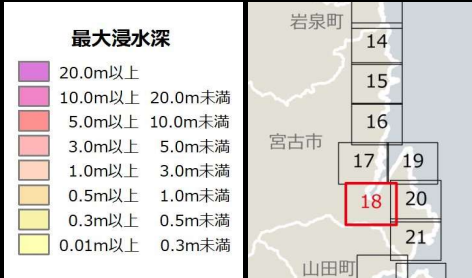 最大浸水深
20.0m以上
10.0m以上 20.0m未満
5.0m以上 10.0m未満
3.0m以上 5.0m未満
1.0m以上 3.0m未満
0.5m以上 1.0m未満
0.3m以上 0.5m未満
0.01m以上 0.3m未満
岩泉町
14
15
16
宮古市
17 19
18 20
21
山田町